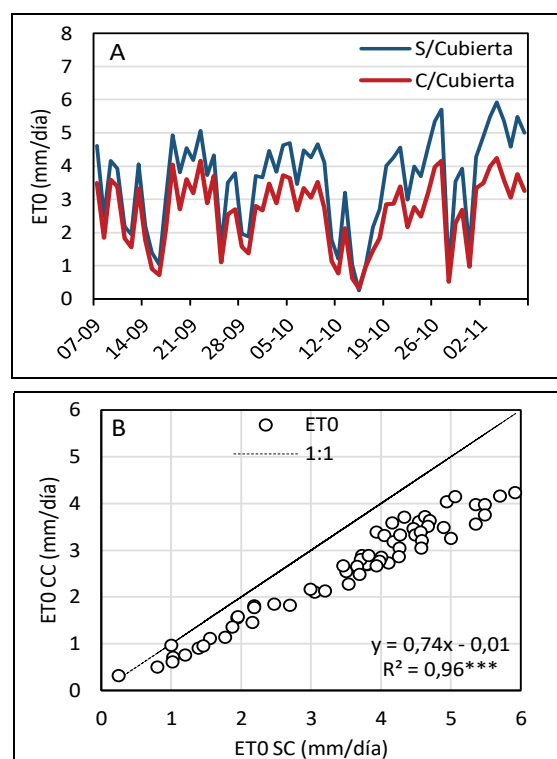 A
S/Cubierta
C/Cubierta
ET0 (mm/día)
8
7
6
5
4
3
2
1
0
07-09
14-09
21-09
28-09
05-10
12-10
19-10
26-10
02-11
B
ET0
1:1
ET0 CC (mm/día)
6
5
4
3
2
1
0
y = 0,74x - 0,01
R² = 0,96***
0 1 2 3 4 5 6
ET0 SC (mm/día)